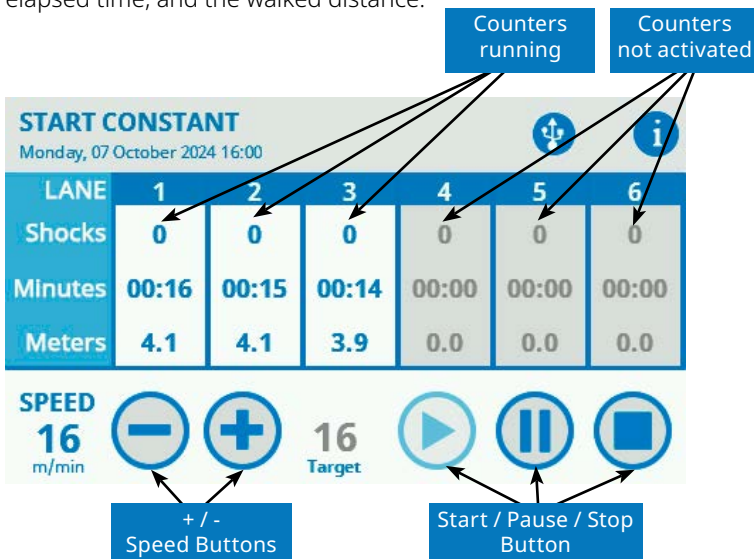 elapsed time, and the walked distance.
Counters
running
Counters
not activated
START CONSTANT
Monday, 07 October 2024 16:00
i
LANE 1 2 3 4 5 6
Shocks 0 0 0 0 0 0
Minutes 00:16 00:15 00:14 00:00 00:00 00:00
Meters 4.1 4.1 3.9 0.0 0.0 0.0
SPEED
16
m/min
16
Target
+ / -
Speed Buttons
Start / Pause / Stop
Button